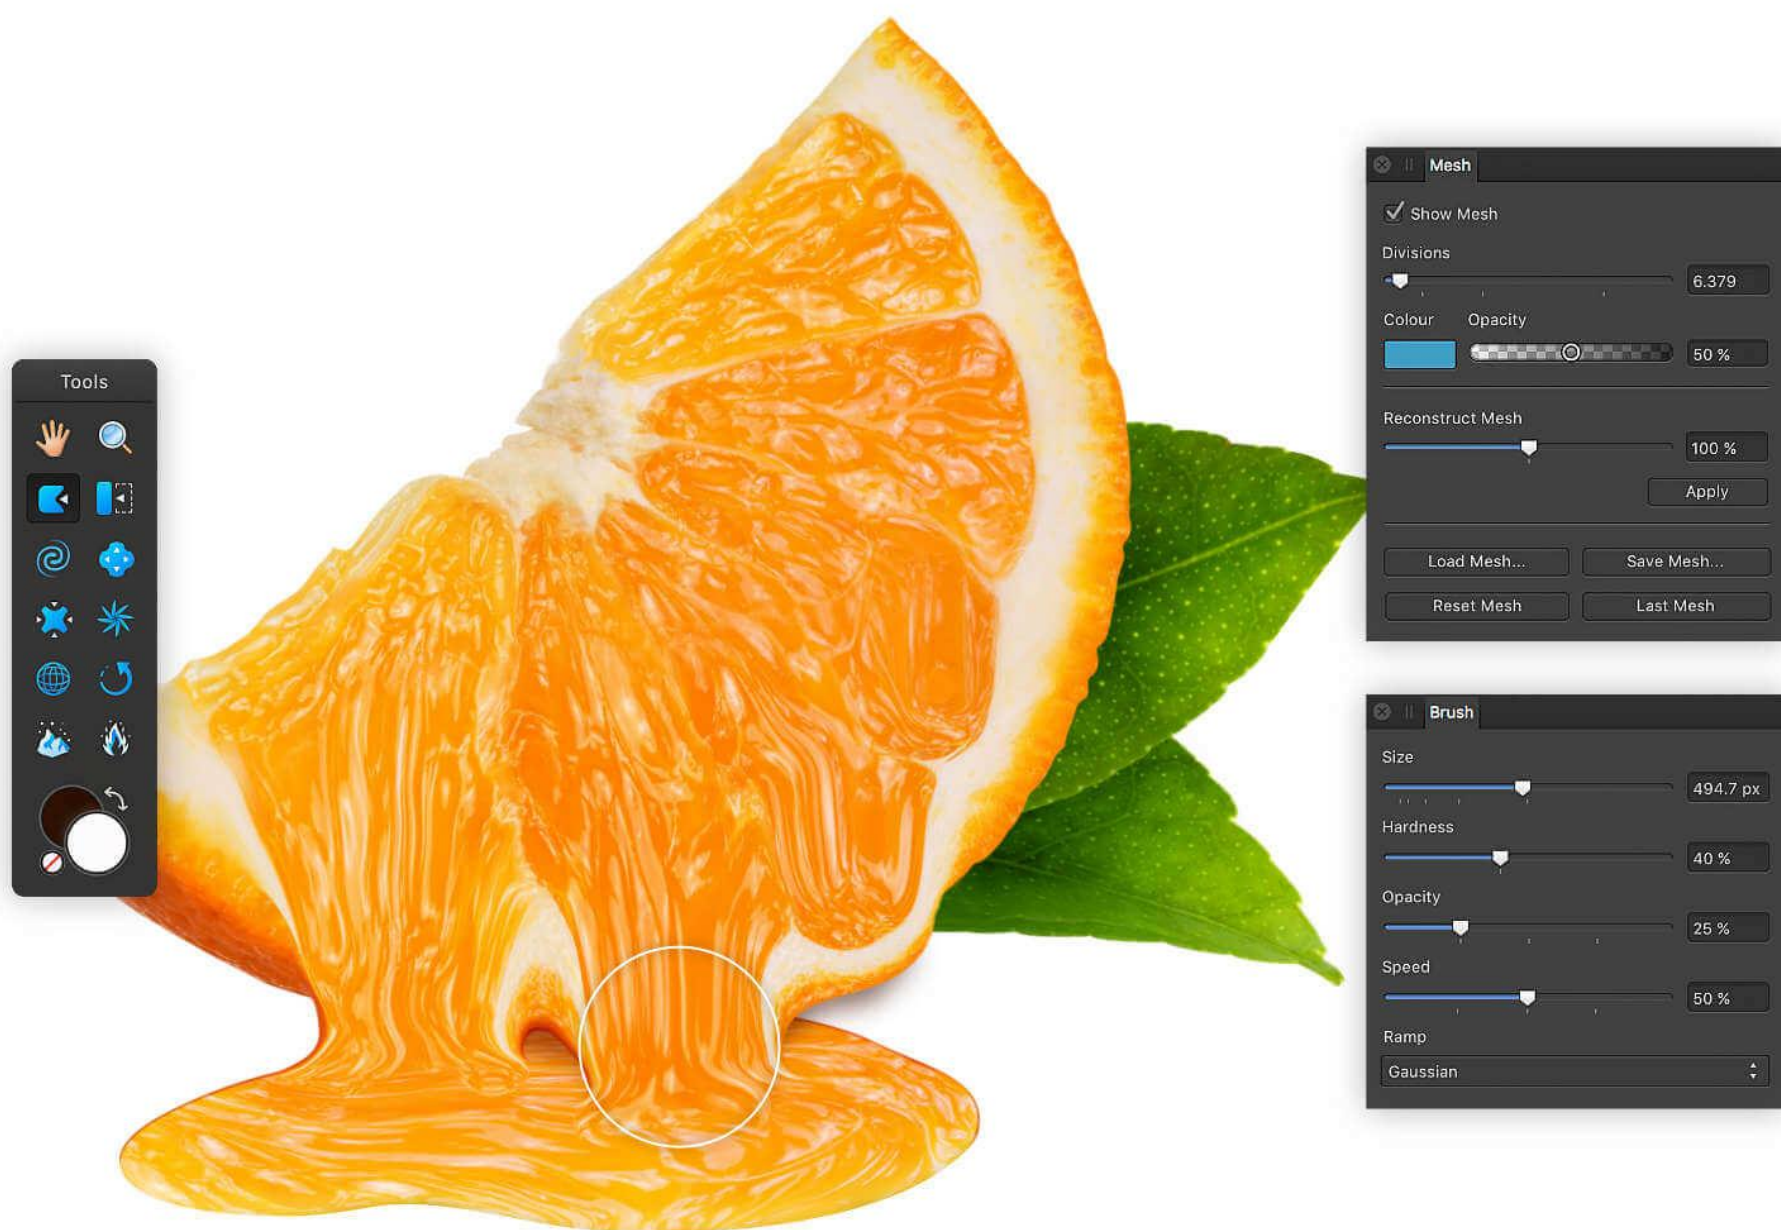 Tools
Mesh
Show Mesh
Divisions
6.379
Colour Opacity
50 %
Reconstruct Mesh
100 %
Apply
Load Mesh... Save Mesh...
Reset Mesh Last Mesh
Brush
Size
494.7 px
Hardness
40 %
Opacity
25 %
Speed
50 %
Ramp
Gaussian